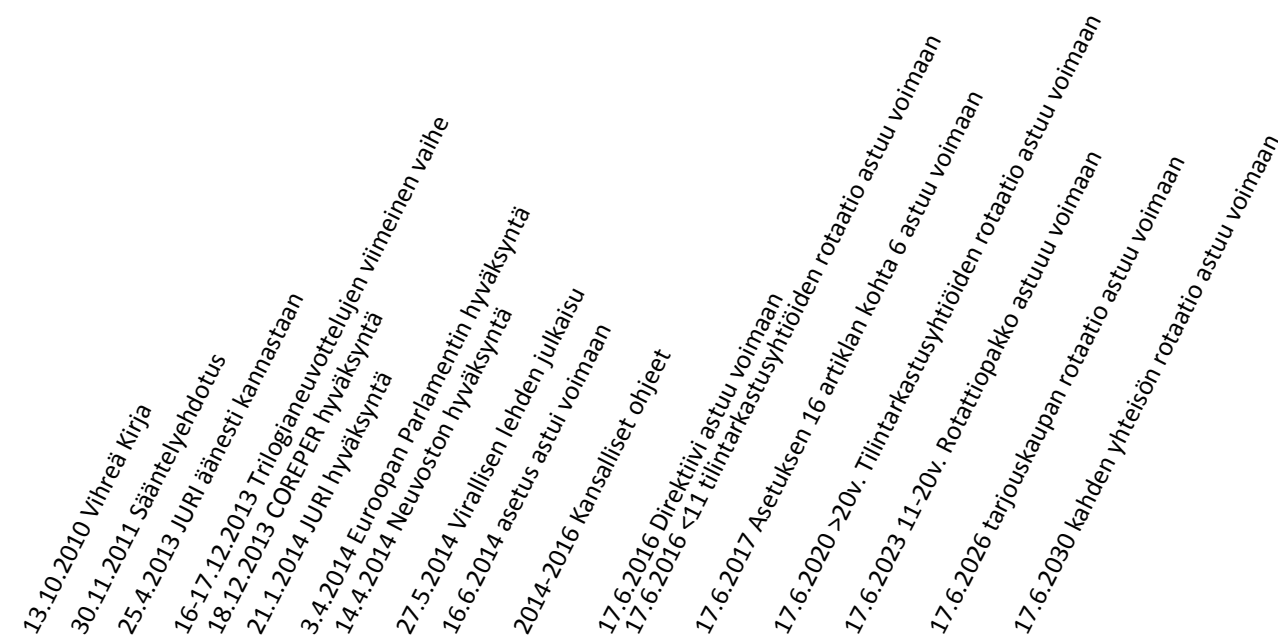 13.10.2010 Vihreä Kirja
30.11.2011 Sääntelyehdotus
25.4.2013 JURI äänesti kannastaan
16-17.12.2013 Trilogianeuvottelujen viimeinen vaihe
18.12.2013 COREPER hyväksyntä
21.1.2014 JURI hyväksyntä
3.4.2014 Euroopan Parlamentin hyväksyntä
14.4.2014 Neuvoston hyväksyntä
27.5.2014 Virallisen lehden julkaisu
16.6.2014 asetus astui voimaan
2014-2016 Kansalliset ohjeet
17.6.2016 Direktiivi astuu voimaan
17.6.2016 <11 tilintarkastusyhtiöiden rotaatio astuu voimaan
17.6.2017 Asetuksen 16 artiklan kohta 6 astuu voimaan
17.6.2020 >20v. Tilintarkastusyhtiöiden rotaatio astuu voimaan
17.6.2023 11-20v. Rotattiopakko astuuu voimaan
17.6.2026 tarjouskaupan rotaatio astuu voimaan
17.6.2030 kahden yhteisön rotaatio astuu voimaan